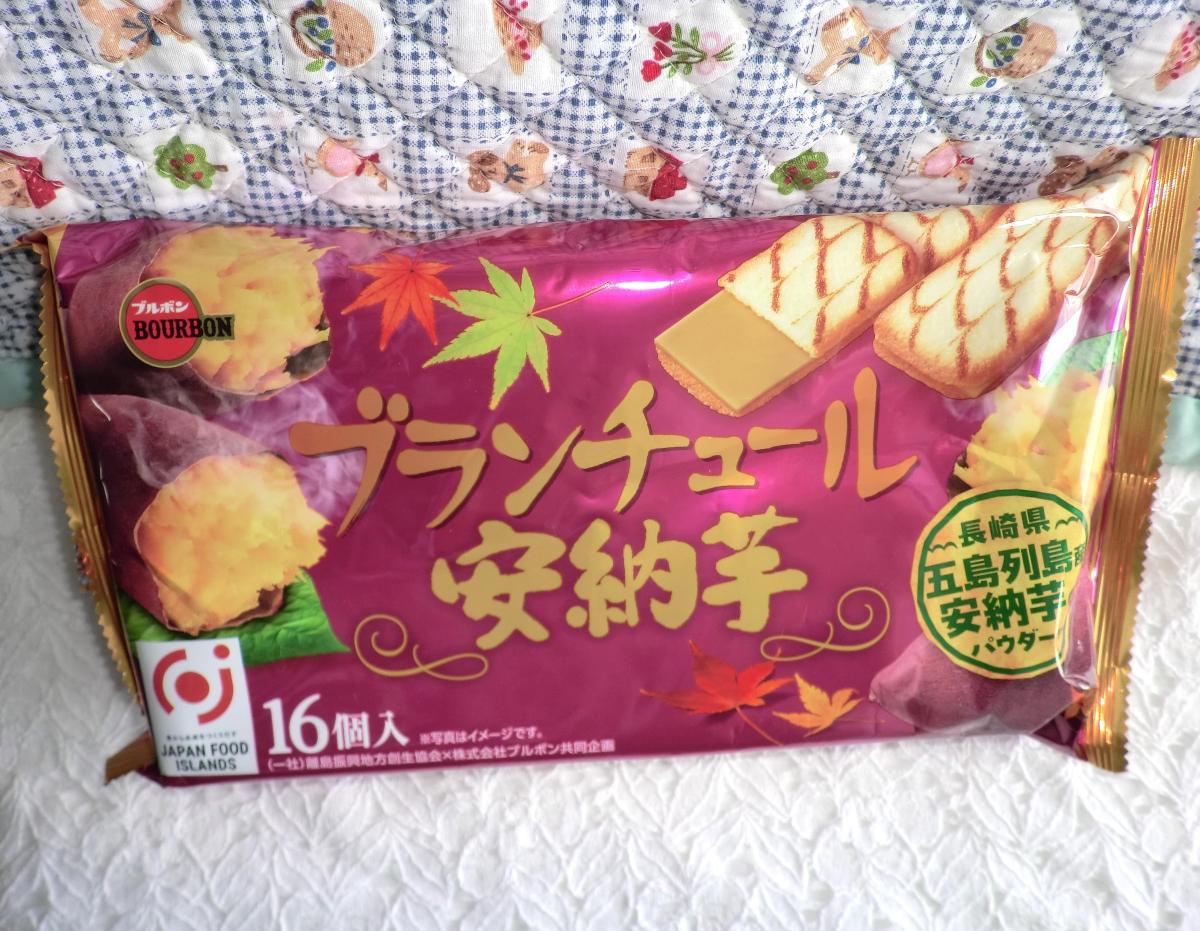 ブルボン
BOURBON
ブランチュール
安納芋
長崎県
五島列島産
安納芋
パウダー
JAPAN FOOD
ISLANDS
16個入
※写真はイメージです。
(一社)離島振興地方創生協会×株式会社ブルボン共同企画